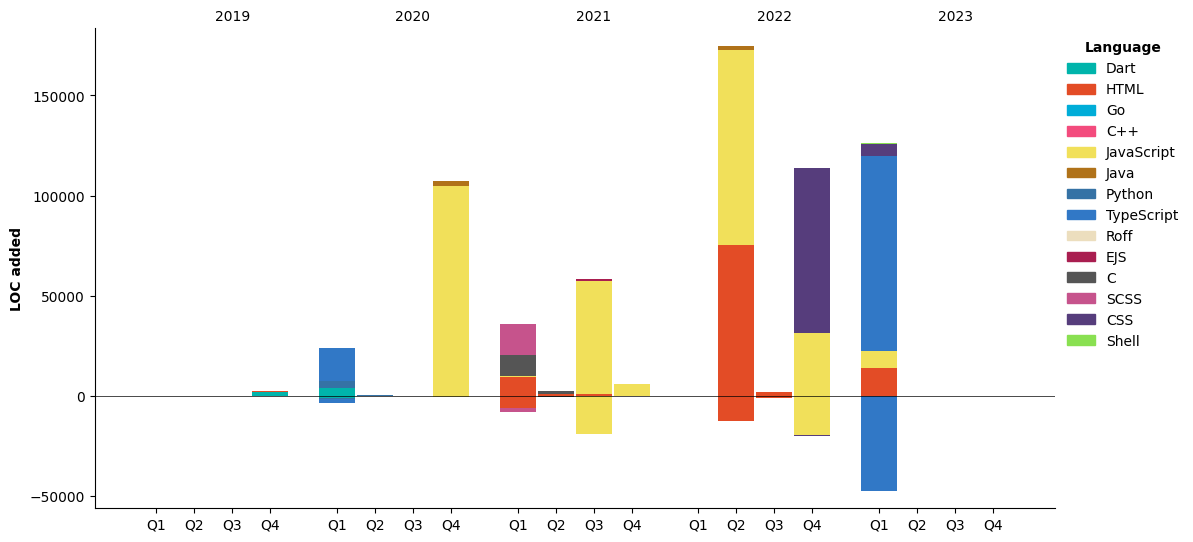 2019 2020 2021 2022 2023
LOC added
150000
100000
50000
0
−50000
Q1 Q2 Q3 Q4 Q1 Q2 Q3 Q4 Q1 Q2 Q3 Q4 Q1 Q2 Q3 Q4 Q1 Q2 Q3 Q4
Language
Dart
HTML
Go
C++
JavaScript
Java
Python
TypeScript
Roff
EJS
C
SCSS
CSS
Shell